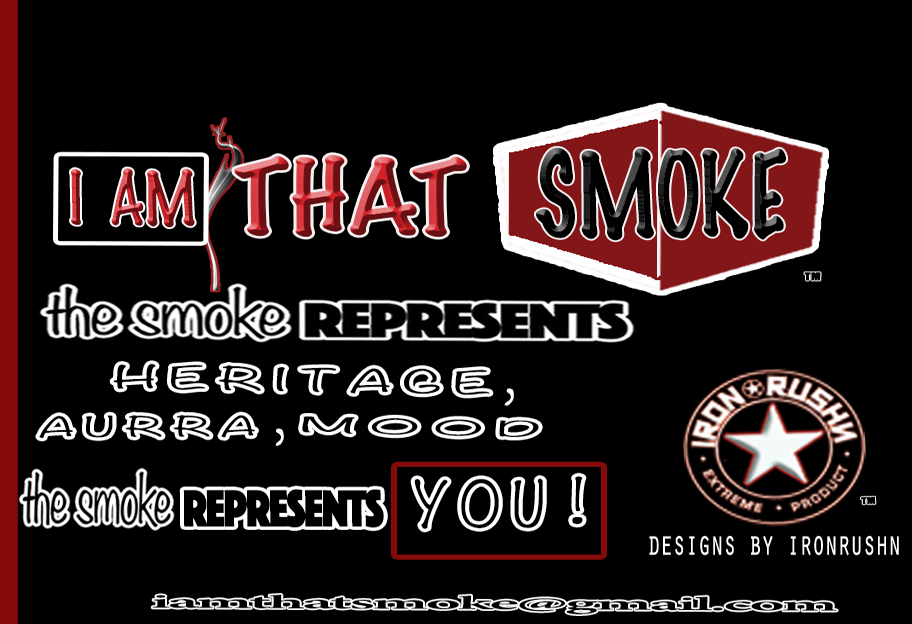 I AM THAT SMOKE
TM
the smoke REPRESENTS
HERITAGE,
AURRA, MOOD
the smoke REPRESENTS YOU!
IRON RUSHN
EXTREME • PRODUCT
TM
DESIGNS BY IRONRUSHN
iamthatsmoke@gmail.com